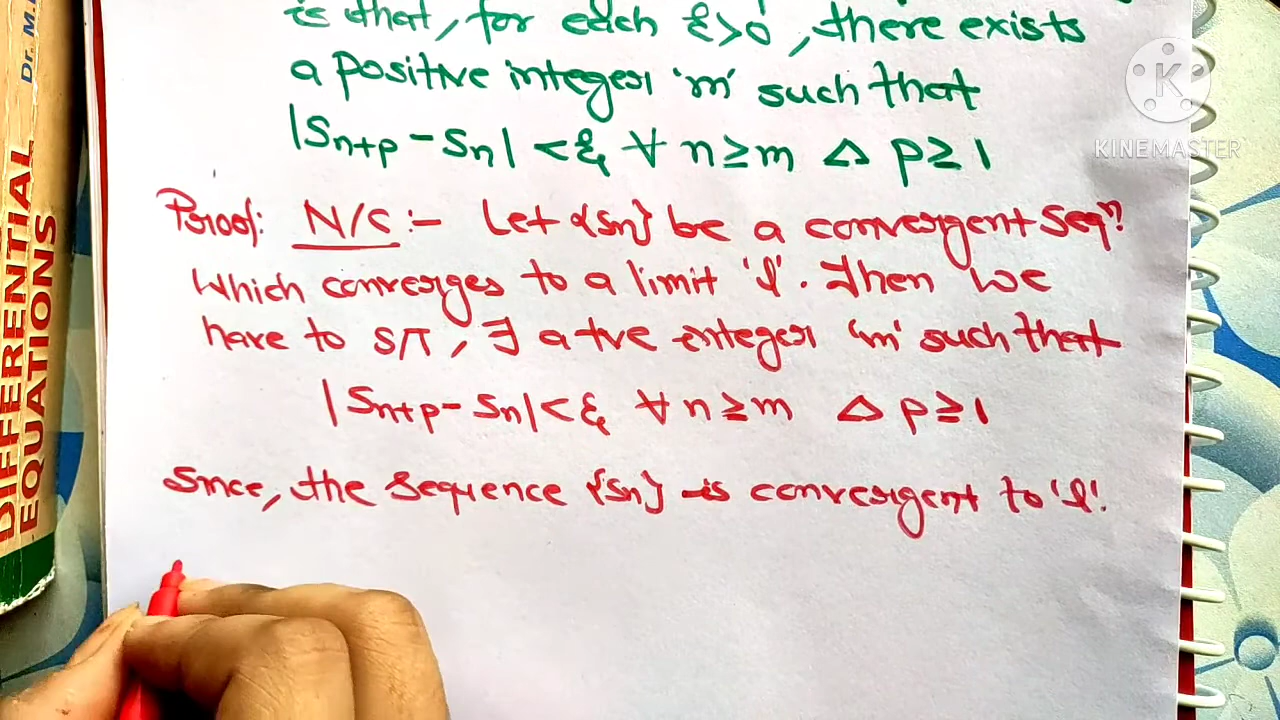 is that, for each ε>0, there exists
a positive integer 'm' such that
|Sn+p - Sn| < ε ∀ n ≥ m & p ≥ 1
Proof: N/C :- Let {Sn} be a convergent Seqⁿ
which converges to a limit 'l'. Then we
have to S/T, ∃ a +ve integer 'm' such that
|Sn+p - Sn| < ε ∀ n ≥ m & p ≥ 1
Since, the sequence {Sn} is convergent to 'l'.
DIFFERENTIAL
EQUATIONS
Dr. M.
K
KINEMASTER